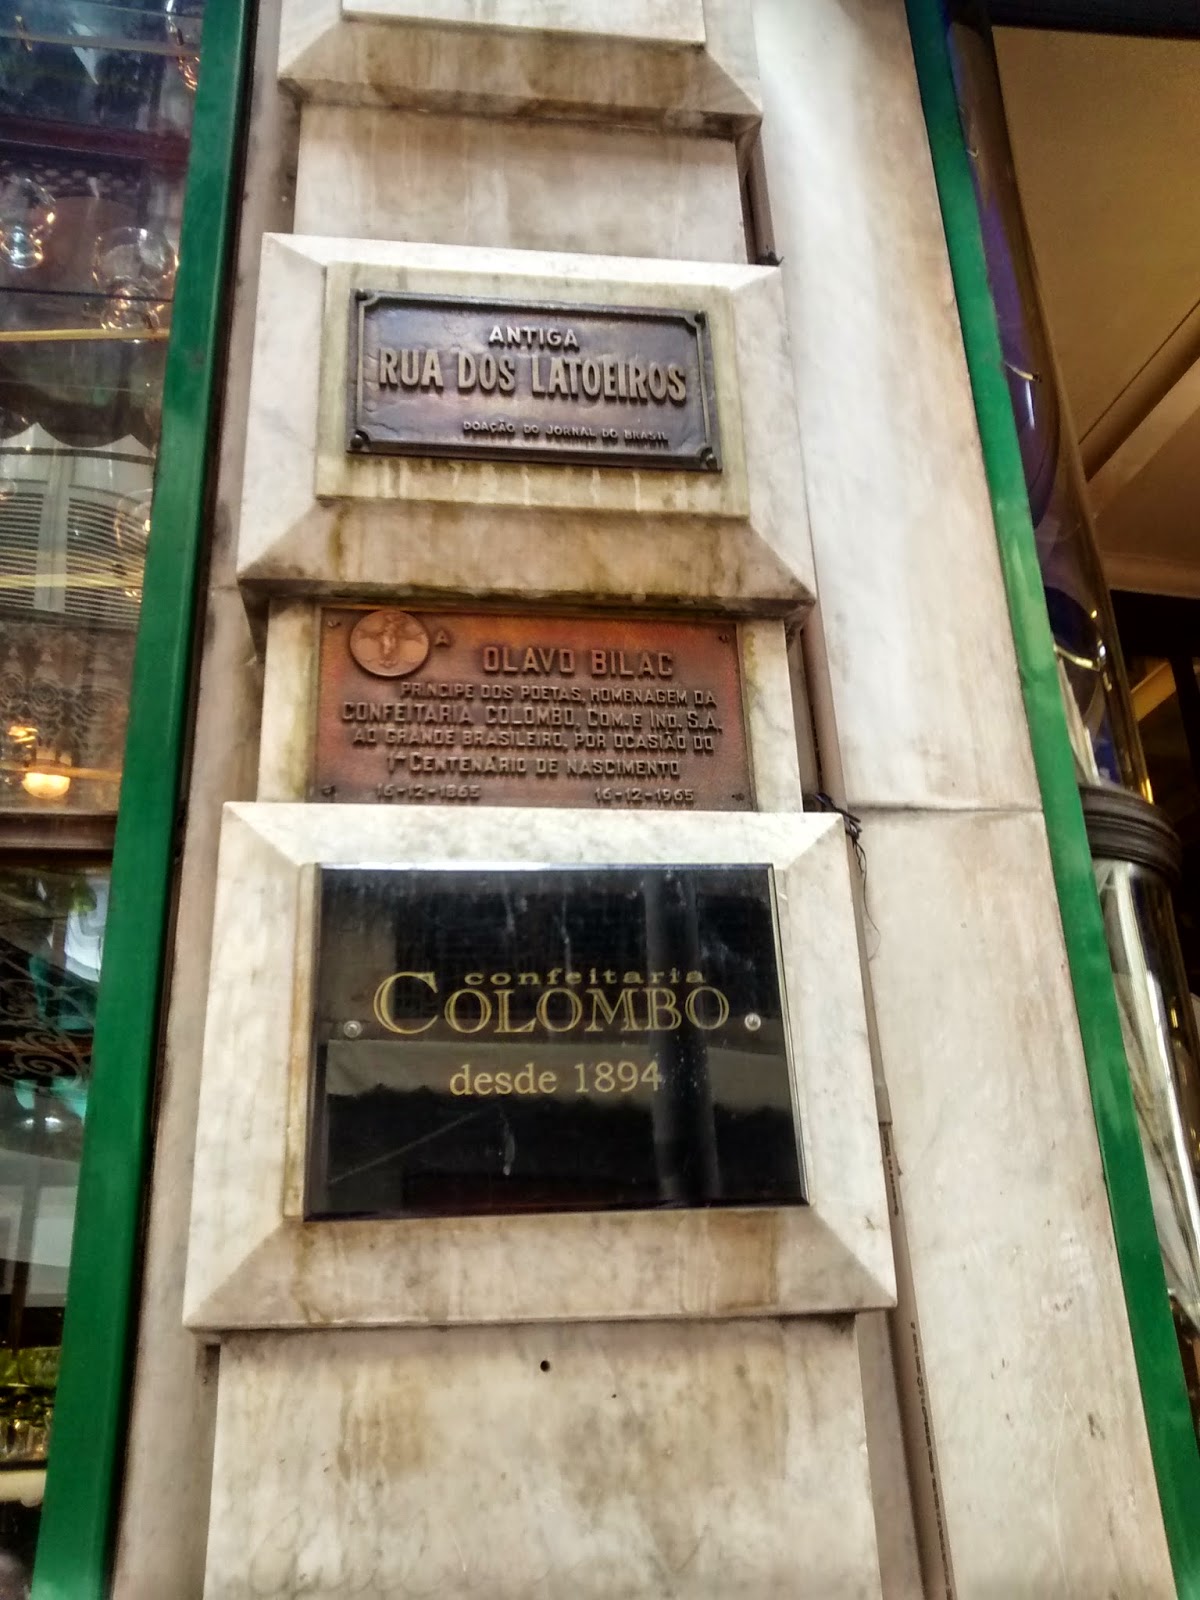 ANTIGA
RUA DOS LATOEIROS
DOAÇÃO DO JORNAL DO BRASIL
A OLAVO BILAC
PRINCIPE DOS POETAS, HOMENAGEM DA
CONFEITARIA COLOMBO, COM. E IND. S.A.
AO GRANDE BRASILEIRO, POR OCASIÃO DO
1º CENTENÁRIO DE NASCIMENTO
16-12-1865 16-12-1965
confeitaria
COLOMBO
desde 1894